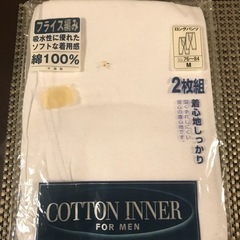 フライス編み
吸水性に優れた
ソフトな着用感
綿100%
ロングパンツ
76～84
M
2枚組
着心地しっかり
COTTON INNER
FOR MEN